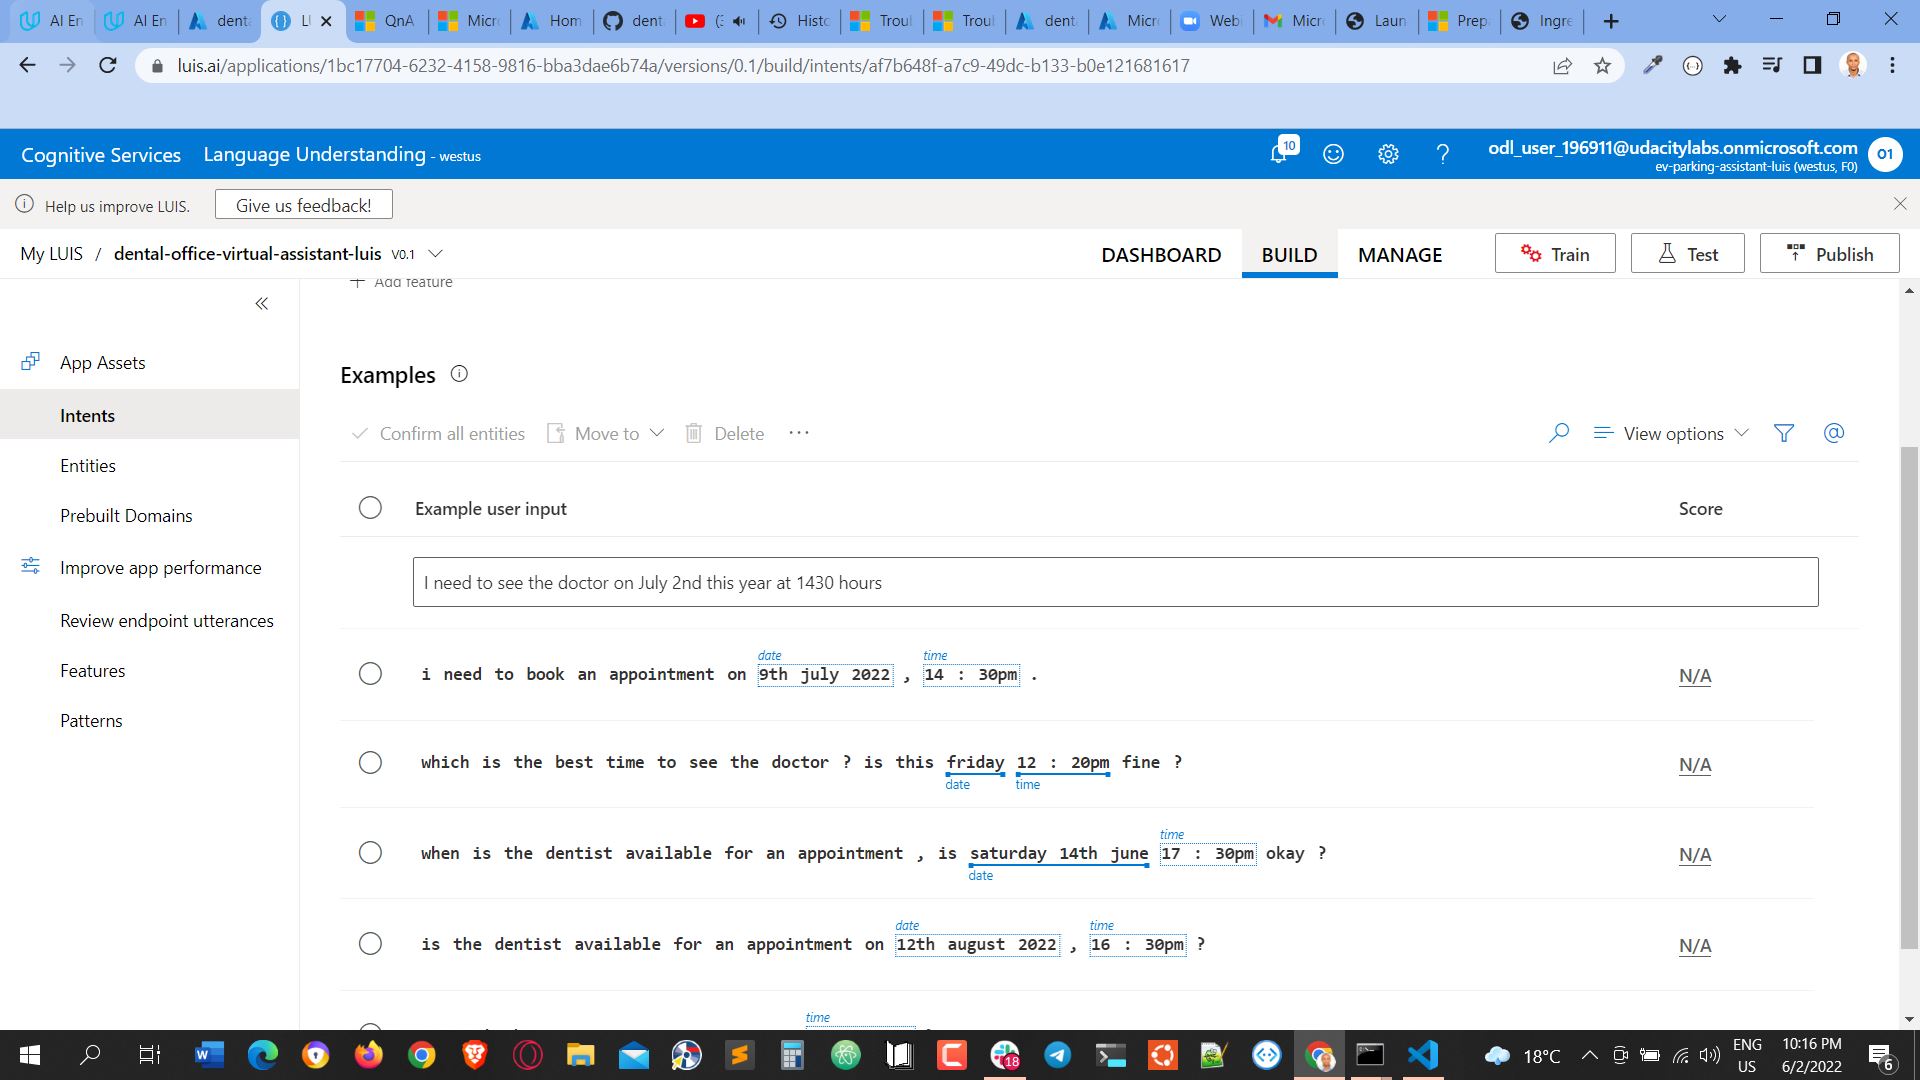 AI En
AI En
denta
LU
QnA
Micro
Hom
denta
(3
Histo
Troul
Troul
denta
Micro
Webi
Micro
Laun
Prepa
Ingre
luis.ai/applications/1bc17704-6232-4158-9816-bba3dae6b74a/versions/0.1/build/intents/af7b648f-a7c9-49dc-b133-b0e121681617
Cognitive Services Language Understanding - westus
10
odl_user_196911@udacitylabs.onmicrosoft.com
ev-parking-assistant-luis (westus, F0)
O1
Help us improve LUIS. Give us feedback!
My LUIS / dental-office-virtual-assistant-luis V0.1
DASHBOARD BUILD MANAGE Train Test Publish
Add feature
App Assets
Intents
Entities
Prebuilt Domains
Improve app performance
Review endpoint utterances
Features
Patterns
Examples
Confirm all entities Move to Delete ... View options
Example user input Score
I need to see the doctor on July 2nd this year at 1430 hours
date time
i need to book an appointment on 9th july 2022 , 14 : 30pm . N/A
which is the best time to see the doctor ? is this friday 12 : 20pm fine ? N/A
date time
time
when is the dentist available for an appointment , is saturday 14th june 17 : 30pm okay ? N/A
date
date time
is the dentist available for an appointment on 12th august 2022 , 16 : 30pm ? N/A
time
18
18°C
ENG
US
10:16 PM
6/2/2022
6